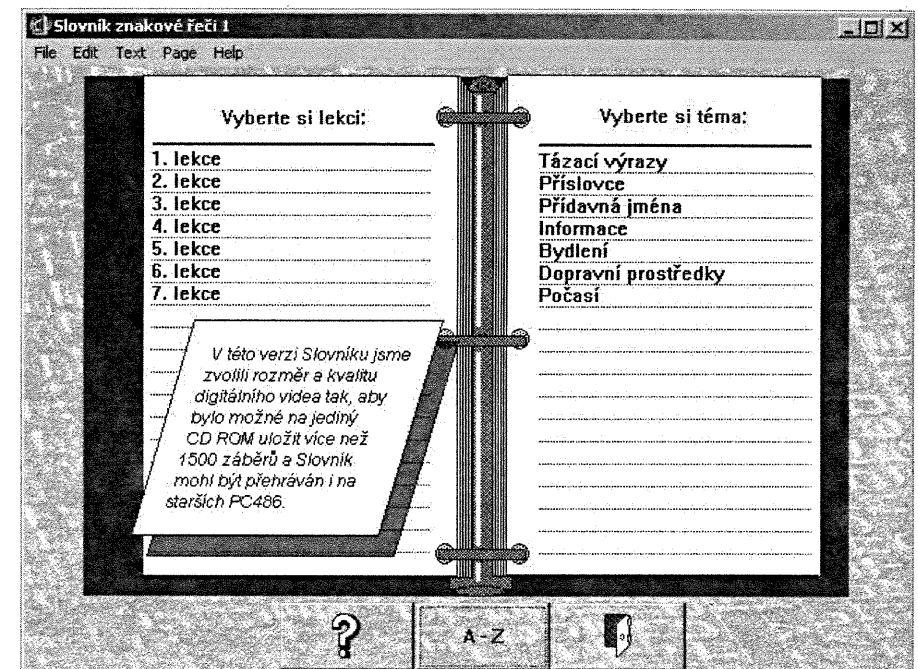 Slovník znakové řeči 1
File Edit Text Page Help
Vyberte si lekci:
1. lekce
2. lekce
3. lekce
4. lekce
5. lekce
6. lekce
7. lekce
V této verzi Slovníku jsme
zvolili rozměr a kvalitu
digitálního videa tak, aby
bylo možné na jediný
CD ROM uložit více než
1500 záběrů a Slovník
mohl být přehráván i na
starších PC486.
Vyberte si téma:
Tázací výrazy
Příslovce
Přídavná jména
Informace
Bydlení
Dopravní prostředky
Počasí
?
A - Z